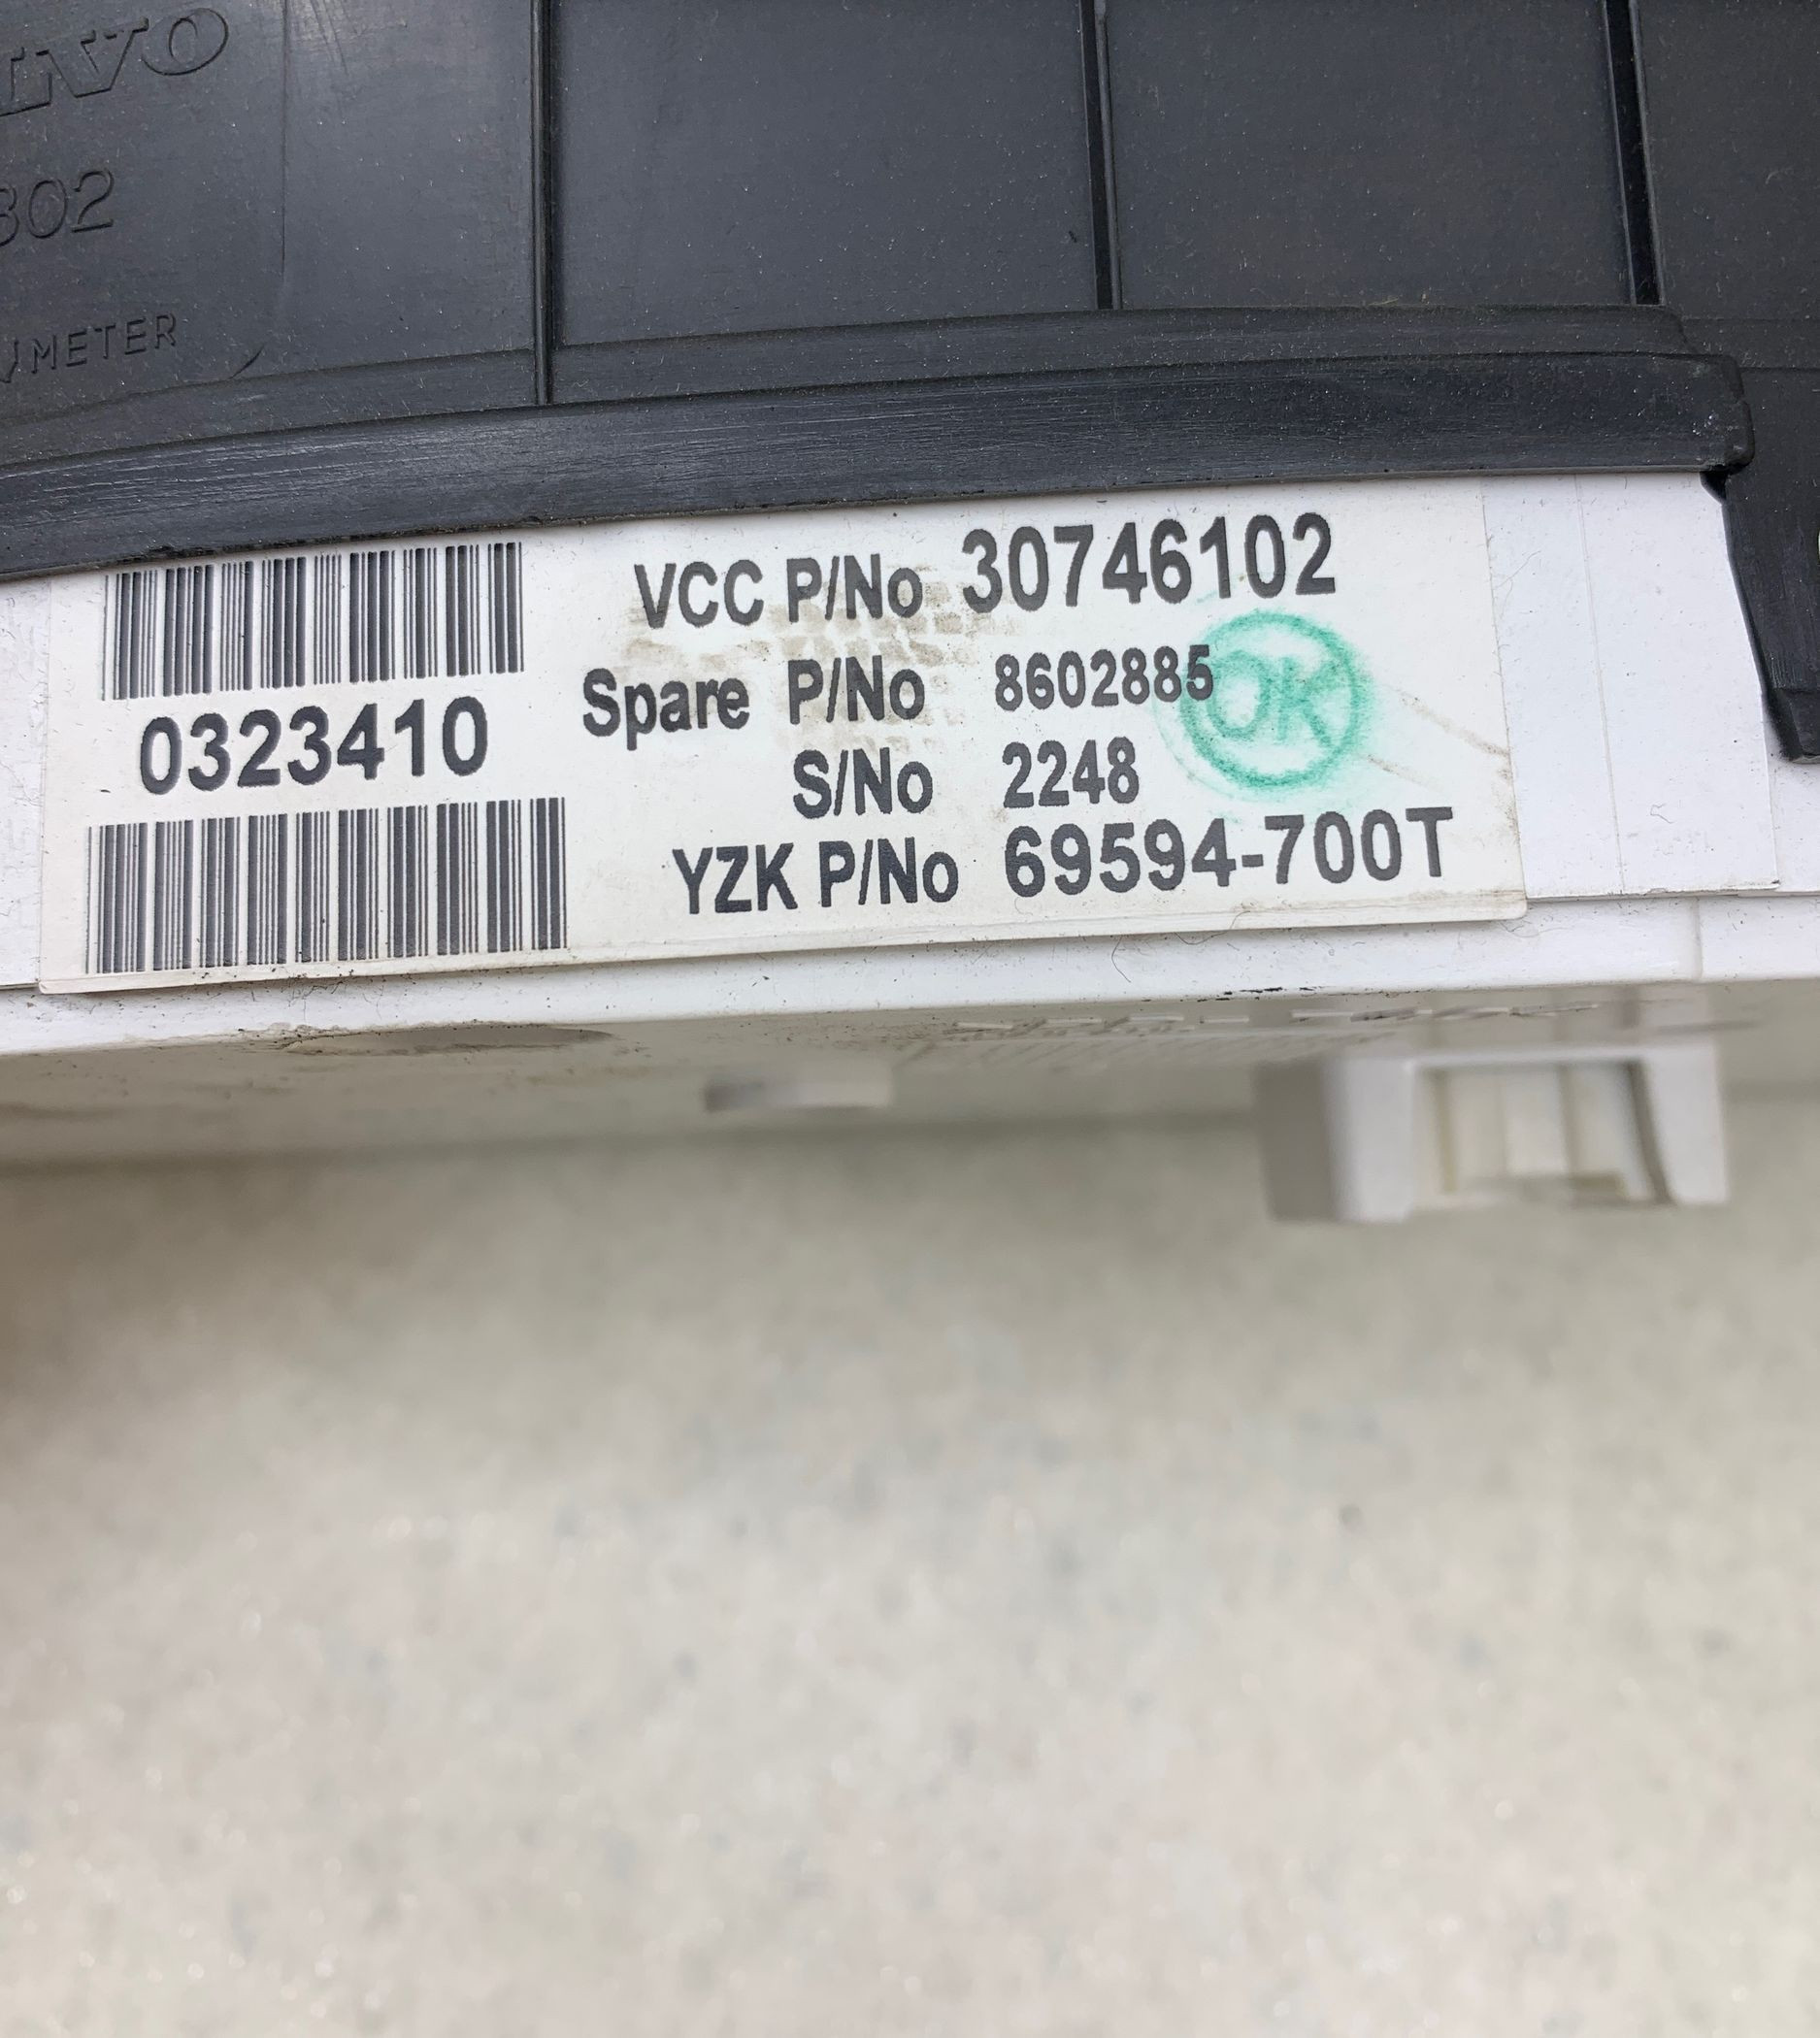 302
METER
VCC P/No 30746102
0323410
Spare P/No 8602885
OK
S/No 2248
YZK P/No 69594-700T